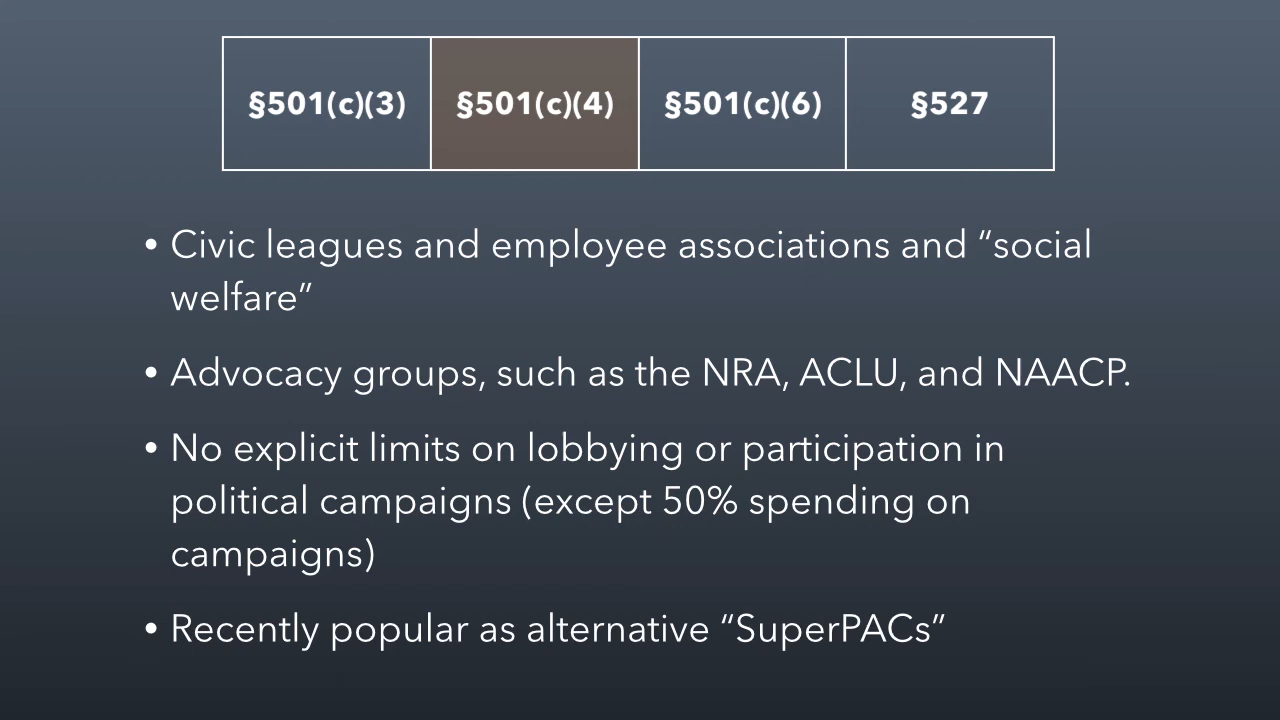 §501(c)(3) §501(c)(4) §501(c)(6) §527
• Civic leagues and employee associations and “social
welfare”
• Advocacy groups, such as the NRA, ACLU, and NAACP.
• No explicit limits on lobbying or participation in
political campaigns (except 50% spending on
campaigns)
• Recently popular as alternative “SuperPACs”